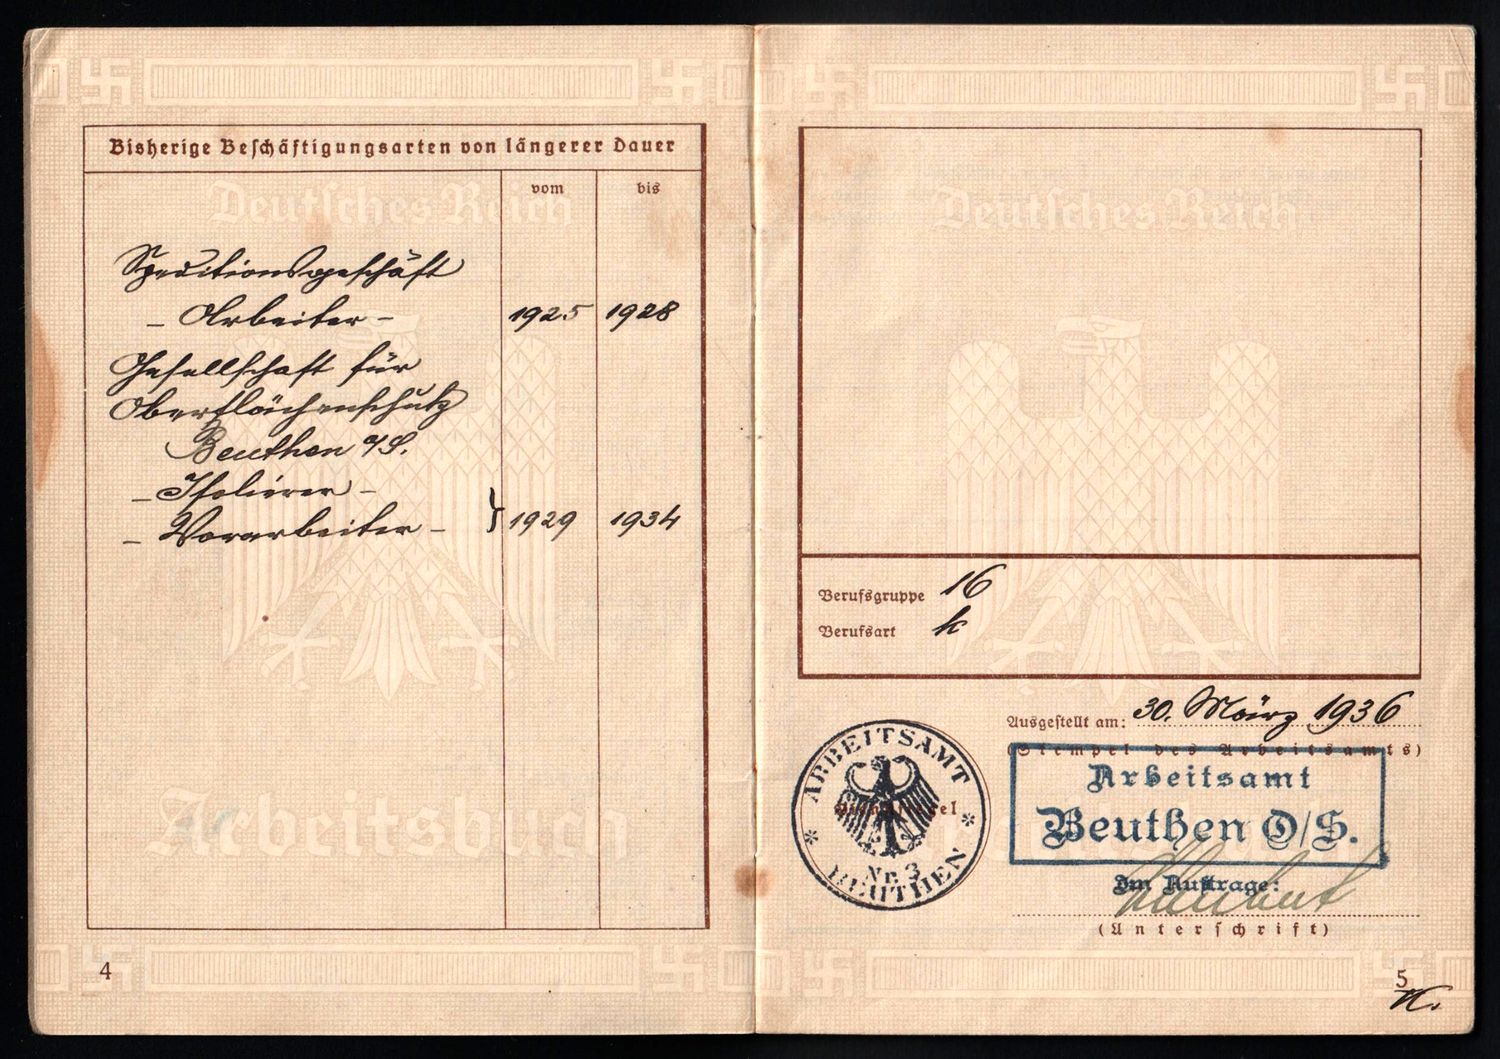 Bisherige Beschäftigungsarten von längerer Dauer
vom bis
Deutsches Reich
Speditionsgeschäft
- Arbeiter - 1925 1928
Gesellschaft für
Oberflächenschutz
Beuthen O/S.
- Isolierer -
- Vorarbeiter - } 1929 1934
Arbeitsbuch
4
Deutsches Reich
Berufsgruppe 16
Berufsart k
Ausgestellt am: 30. März 1936
(Stempel des Arbeitsamts)
Arbeitsamt
Beuthen O/S.
Im Auftrage:
(Unterschrift)
ARBEITSAMT
Nr. 3
BEUTHEN
5